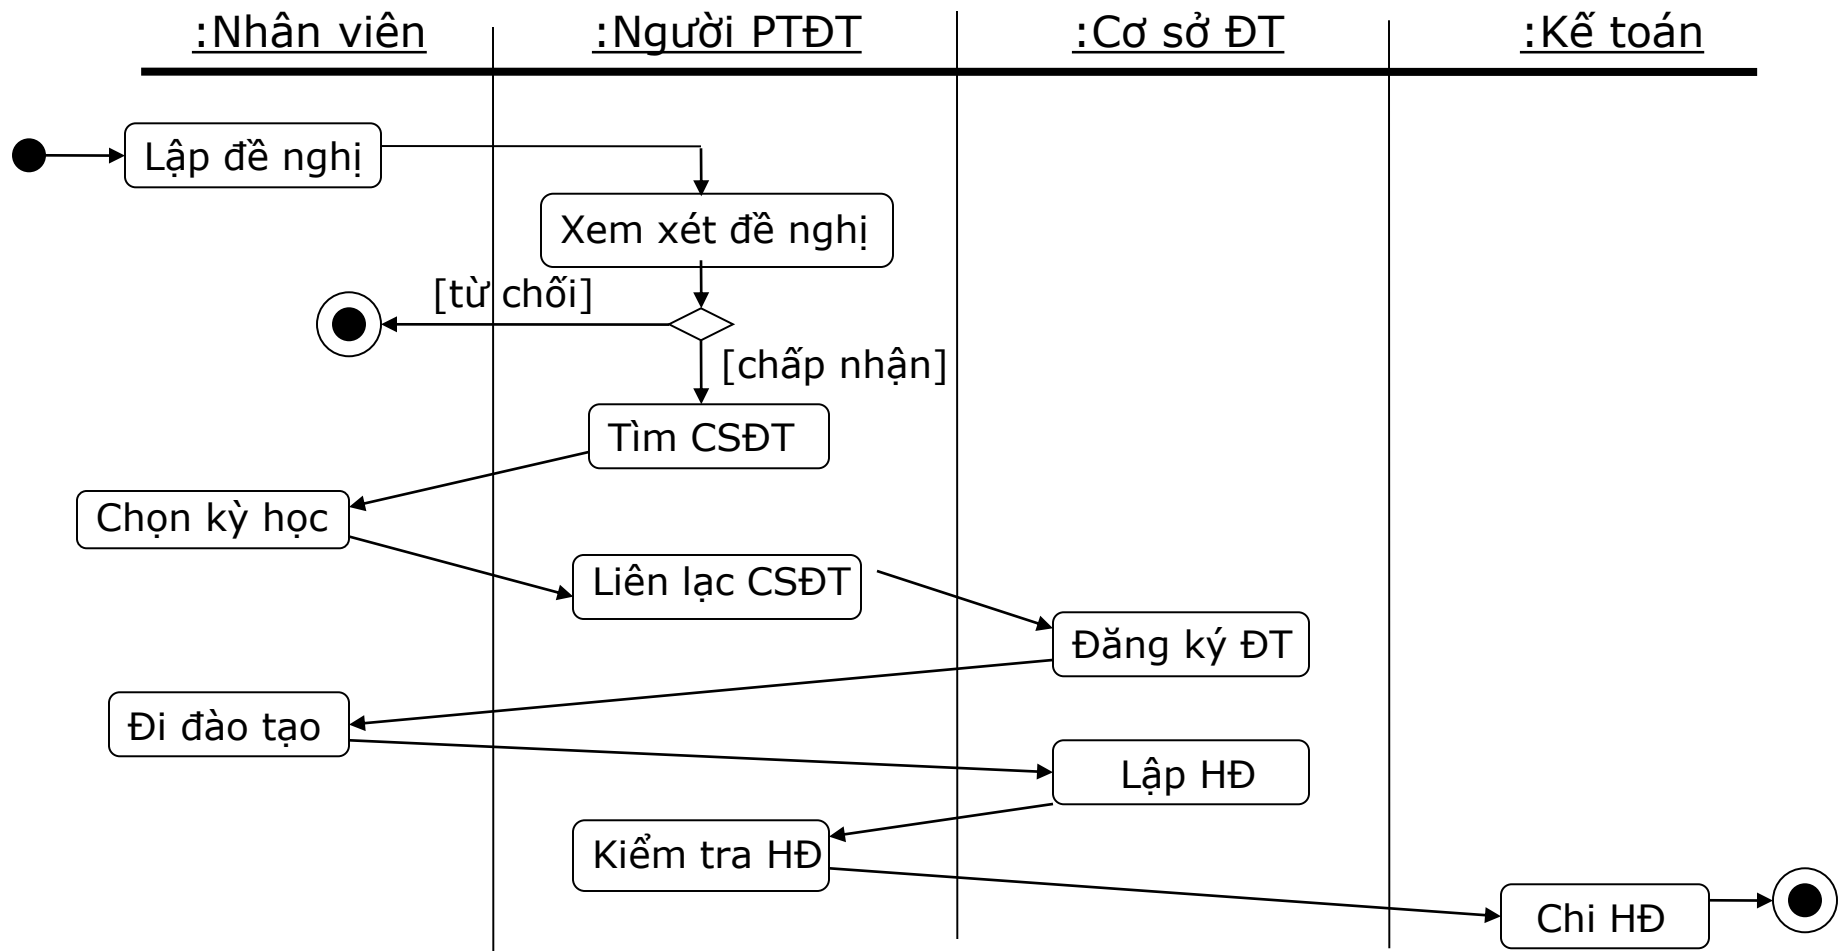 :Nhân viên
:Người PTĐT
:Cơ sở ĐT
:Kế toán
Lập đề nghị
Xem xét đề nghị
[từ chối]
[chấp nhận]
Tìm CSĐT
Chọn kỳ học
Liên lạc CSĐT
Đăng ký ĐT
Đi đào tạo
Lập HĐ
Kiểm tra HĐ
Chi HĐ